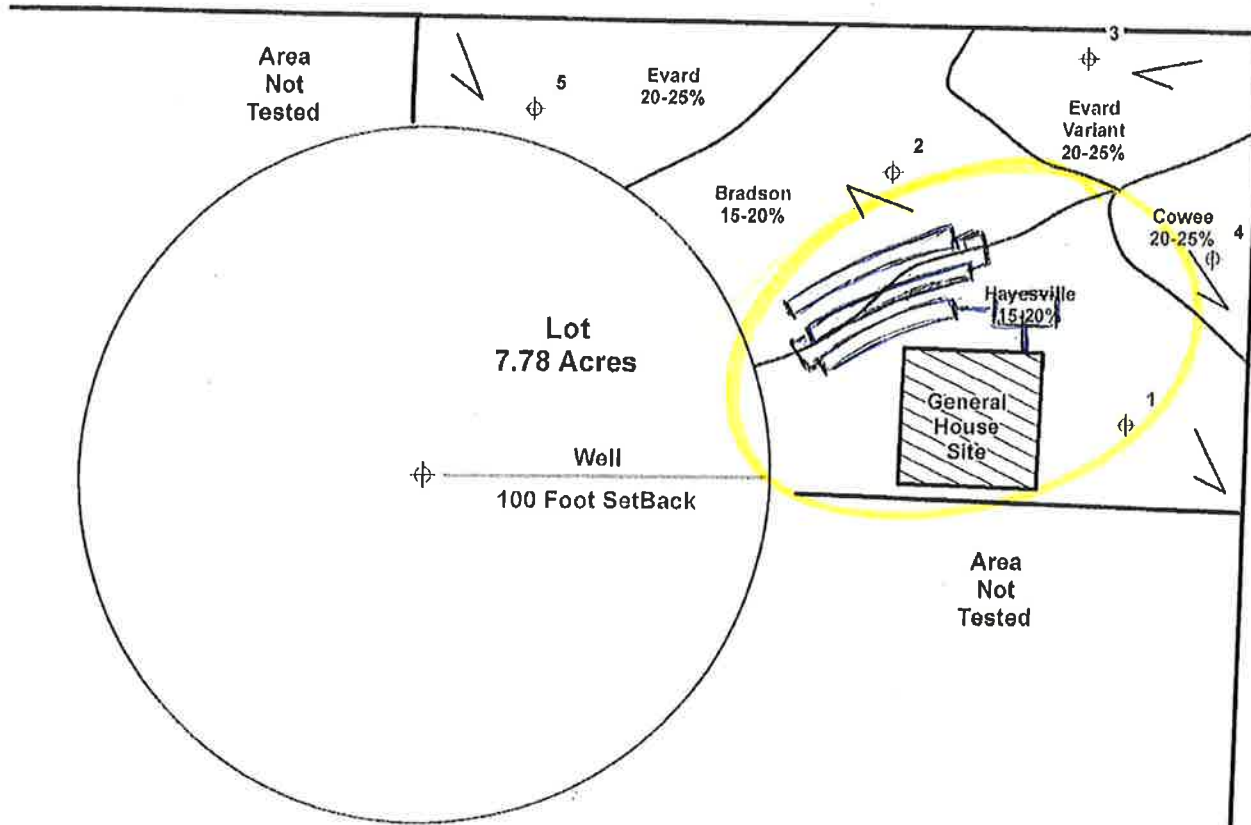 Area
Not
Tested
5
Evard
20-25%
3
Evard
Variant
20-25%
2
Bradson
15-20%
Cowee
20-25%
4
Hayesville
15-20%
Lot
7.78 Acres
General
House
Site
1
Well
100 Foot SetBack
Area
Not
Tested